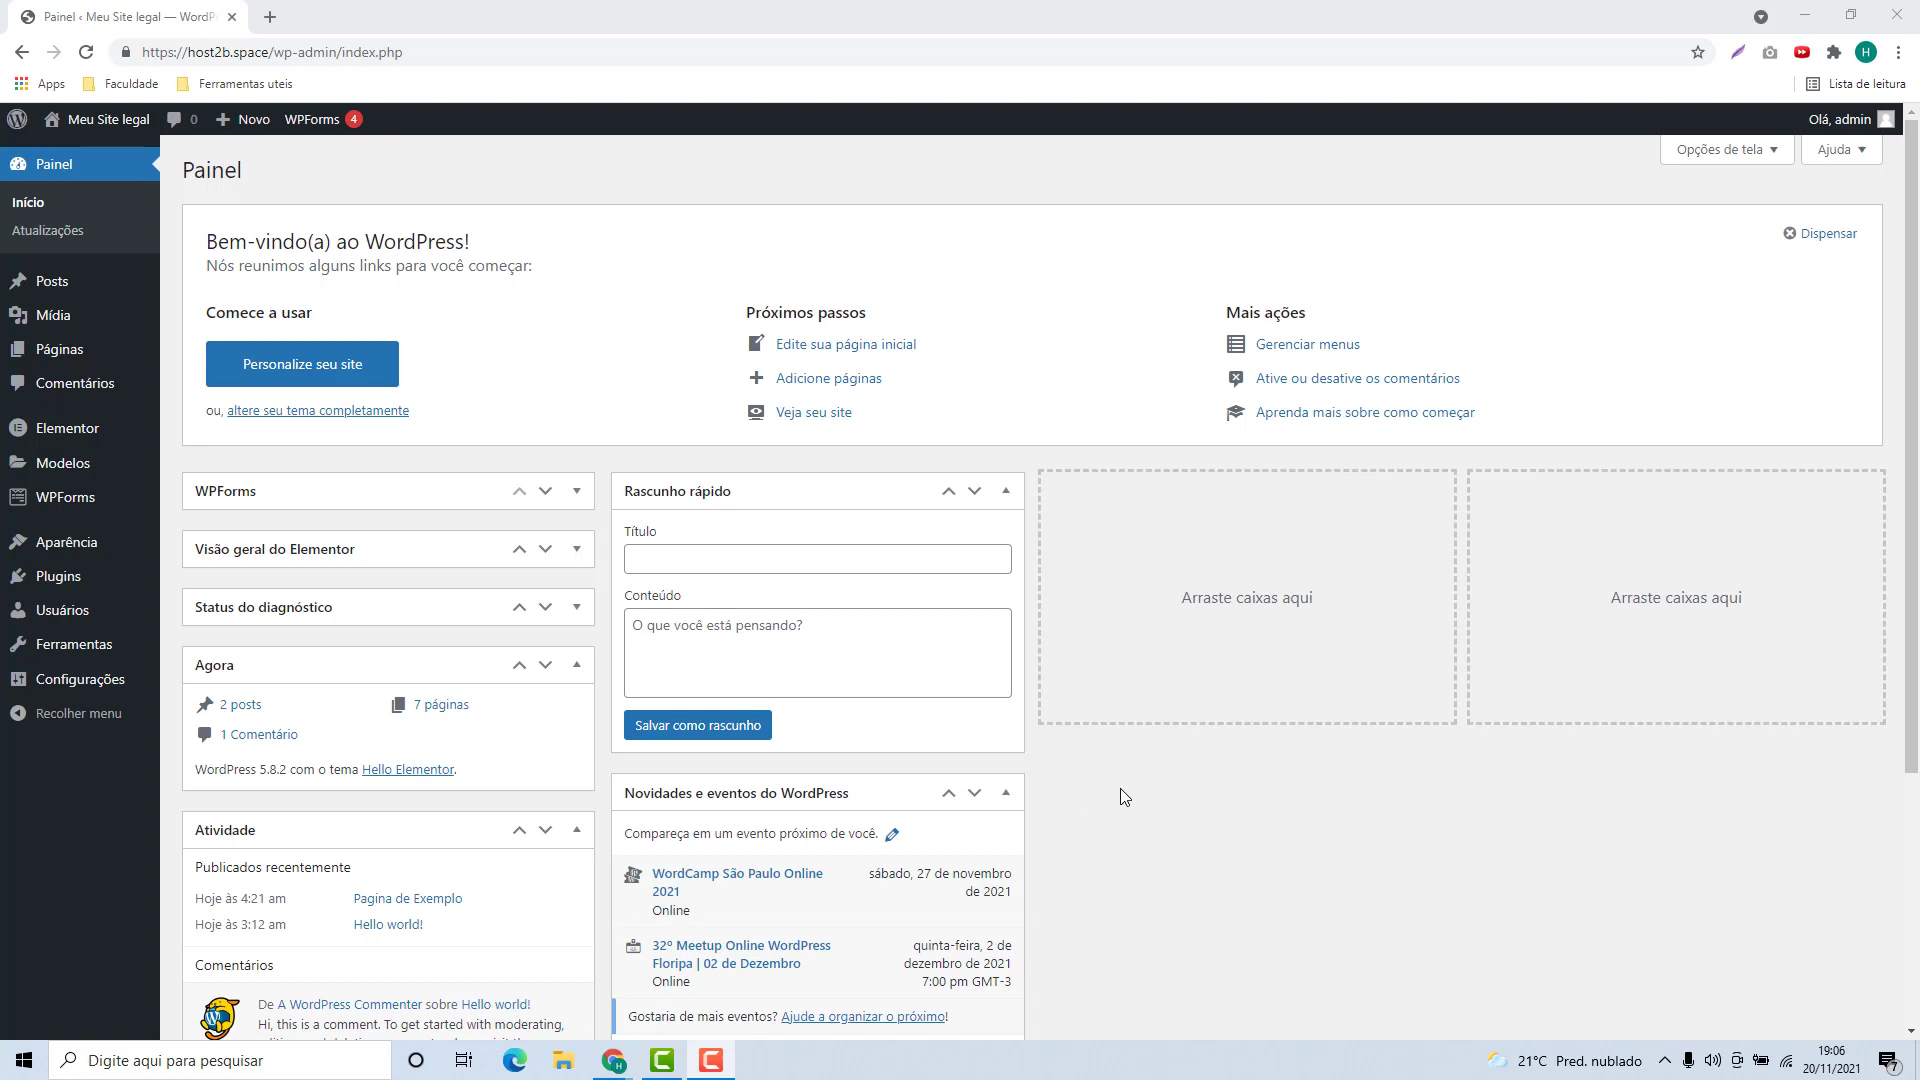 Painel ‹ Meu Site legal — WordP
https://host2b.space/wp-admin/index.php
H
Apps
Faculdade
Ferramentas uteis
Lista de leitura
Meu Site legal
0
Novo
WPForms
4
Olá, admin
Painel
Início
Atualizações
Posts
Mídia
Páginas
Comentários
Elementor
Modelos
WPForms
Aparência
Plugins
Usuários
Ferramentas
Configurações
Recolher menu
Painel
Opções de tela
Ajuda
Bem-vindo(a) ao WordPress!
Nós reunimos alguns links para você começar:
Dispensar
Comece a usar
Personalize seu site
ou, altere seu tema completamente
Próximos passos
Edite sua página inicial
Adicione páginas
Veja seu site
Mais ações
Gerenciar menus
Ative ou desative os comentários
Aprenda mais sobre como começar
WPForms
Visão geral do Elementor
Status do diagnóstico
Agora
2 posts
7 páginas
1 Comentário
WordPress 5.8.2 com o tema Hello Elementor.
Atividade
Publicados recentemente
Hoje às 4:21 am
Pagina de Exemplo
Hoje às 3:12 am
Hello world!
Comentários
De A WordPress Commenter sobre Hello world!
Hi, this is a comment. To get started with moderating,
Rascunho rápido
Título
Conteúdo
O que você está pensando?
Salvar como rascunho
Novidades e eventos do WordPress
Compareça em um evento próximo de você.
WordCamp São Paulo Online
2021
Online
sábado, 27 de novembro
de 2021
32º Meetup Online WordPress
Floripa | 02 de Dezembro
Online
quinta-feira, 2 de
dezembro de 2021
7:00 pm GMT-3
Gostaria de mais eventos? Ajude a organizar o próximo!
Arraste caixas aqui
Arraste caixas aqui
Digite aqui para pesquisar
21°C Pred. nublado
19:06
20/11/2021
7